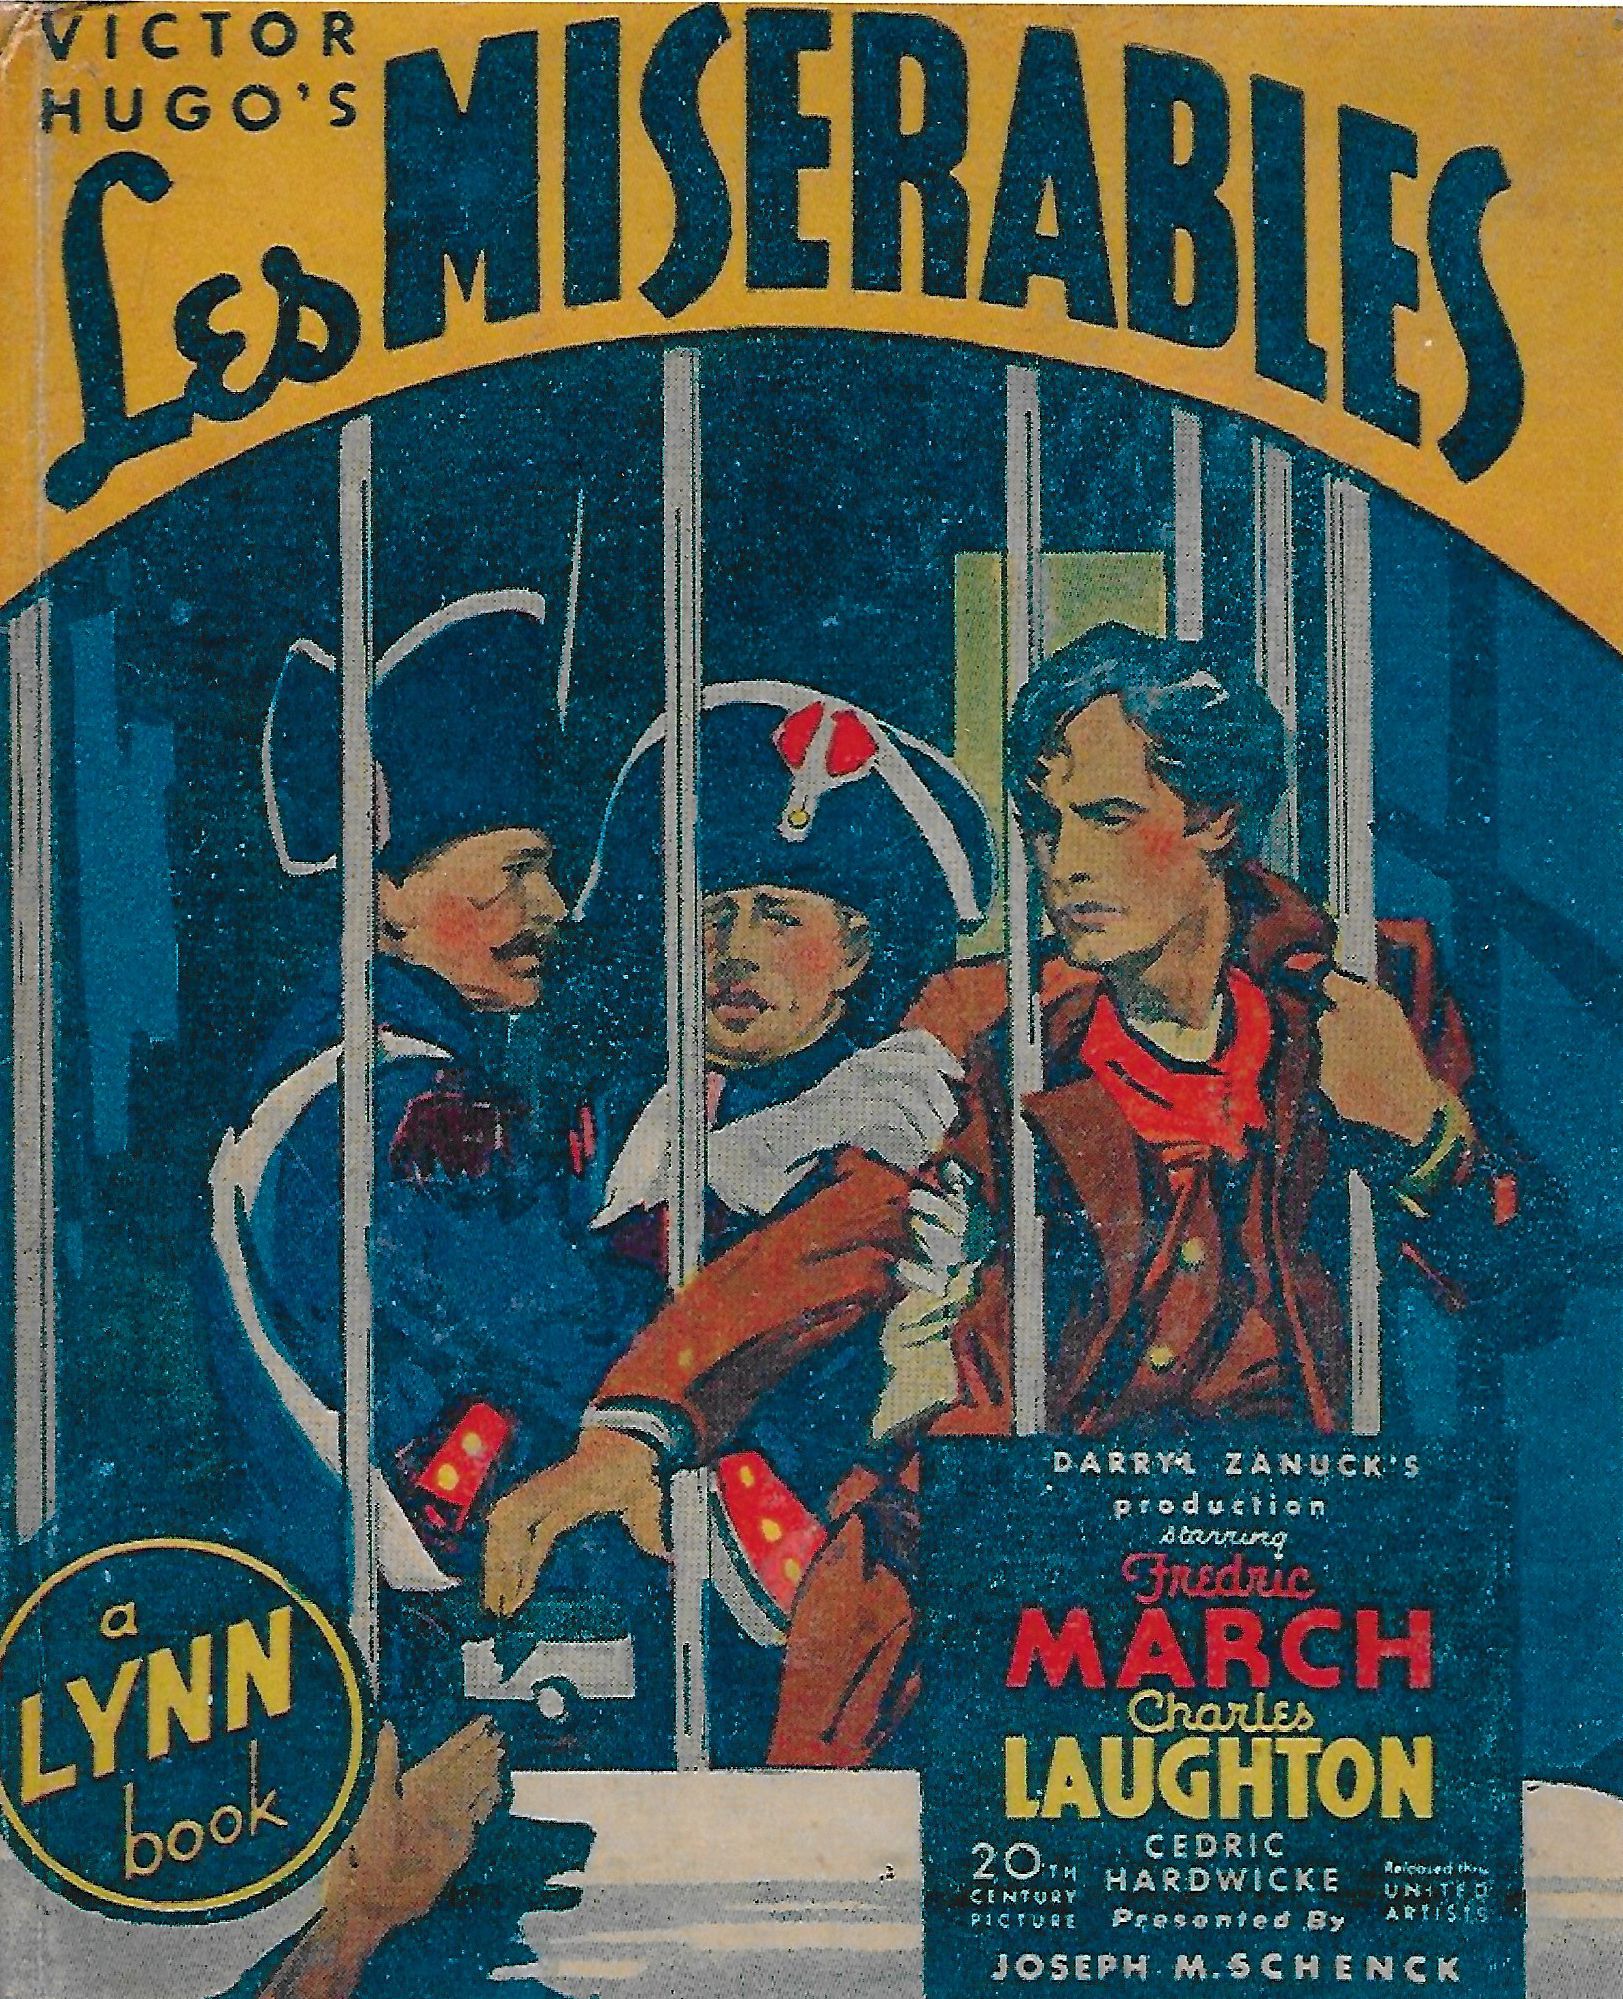 VICTOR
HUGO'S
Les MISERABLES
a
LYNN
book
DARRYL ZANUCK'S
production
starring
Fredric
MARCH
Charles
LAUGHTON
20TH
CENTURY
PICTURE
CEDRIC
HARDWICKE
Presented By
Released thru
UNITED
ARTISTS
JOSEPH M. SCHENCK